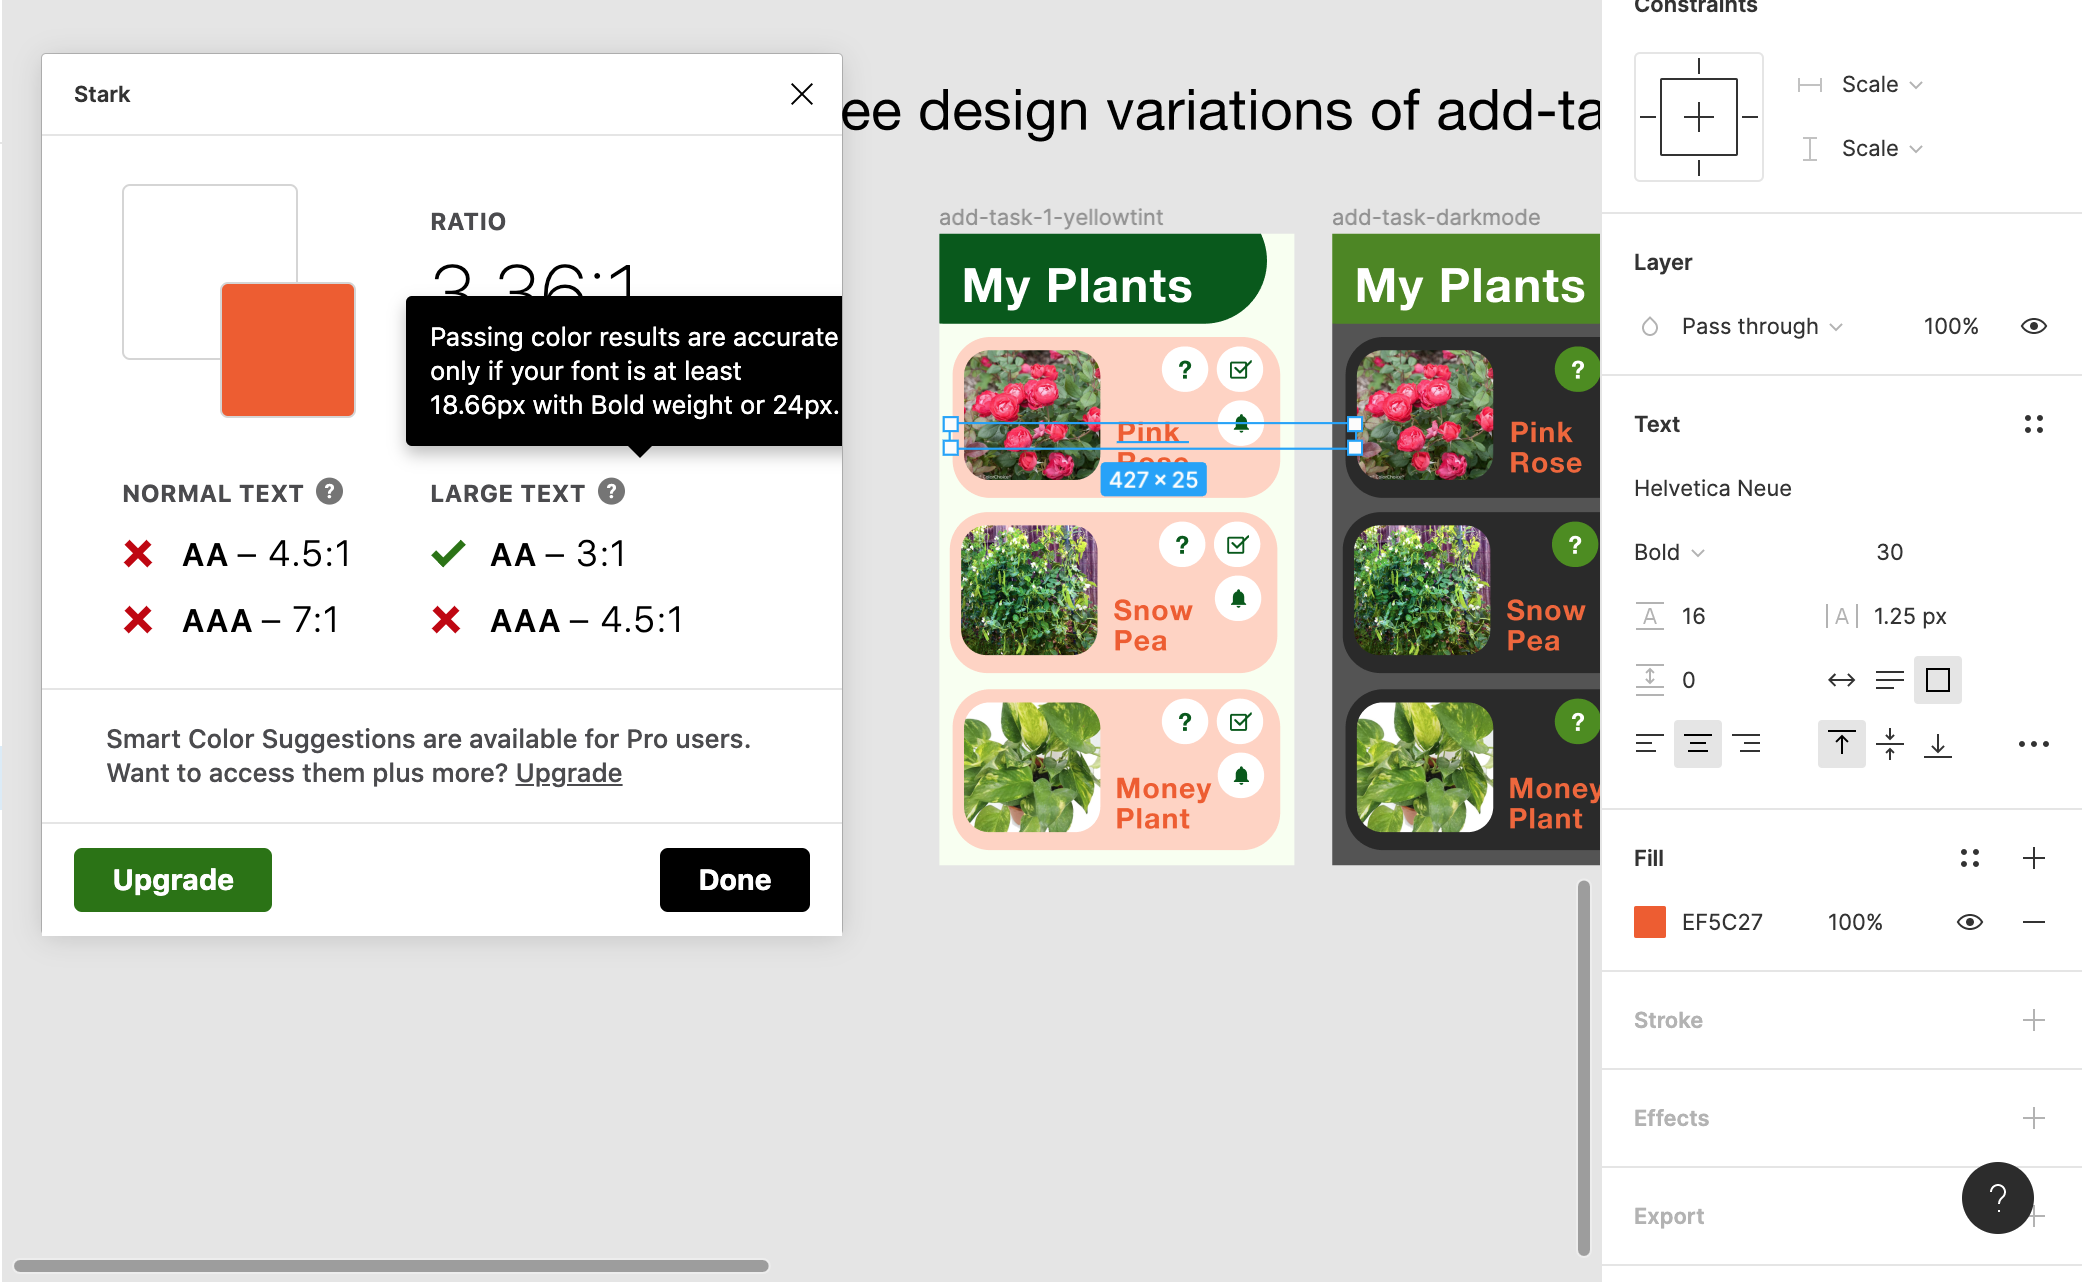 Stark
RATIO
3.36:1
Passing color results are accurate
only if your font is at least
18.66px with Bold weight or 24px.
NORMAL TEXT ?
AA – 4.5:1
AAA – 7:1
LARGE TEXT ?
AA – 3:1
AAA – 4.5:1
Smart Color Suggestions are available for Pro users.
Want to access them plus more? Upgrade
Upgrade
Done
ee design variations of add-ta
add-task-1-yellowtint
My Plants
?
Pink
Rose
427 × 25
?
Snow
Pea
?
Money
Plant
add-task-darkmode
My Plants
?
Pink
Rose
?
Snow
Pea
?
Money
Plant
Constraints
Scale
Scale
Layer
Pass through
100%
Text
Helvetica Neue
Bold
30
A 16
A 1.25 px
0
Fill
EF5C27
100%
Stroke
Effects
Export
?